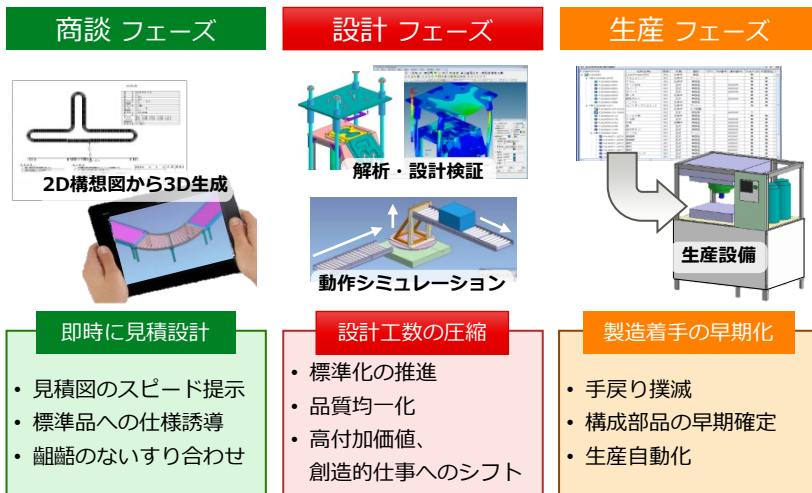 商談 フェーズ
2D構想図から3D生成
即時に見積設計
• 見積図のスピード提示
• 標準品への仕様誘導
• 齟齬のないすり合わせ
設計 フェーズ
解析・設計検証
動作シミュレーション
設計工数の圧縮
• 標準化の推進
• 品質均一化
• 高付加価値、
創造的仕事へのシフト
生産 フェーズ
生産設備
製造着手の早期化
• 手戻り撲滅
• 構成部品の早期確定
• 生産自動化